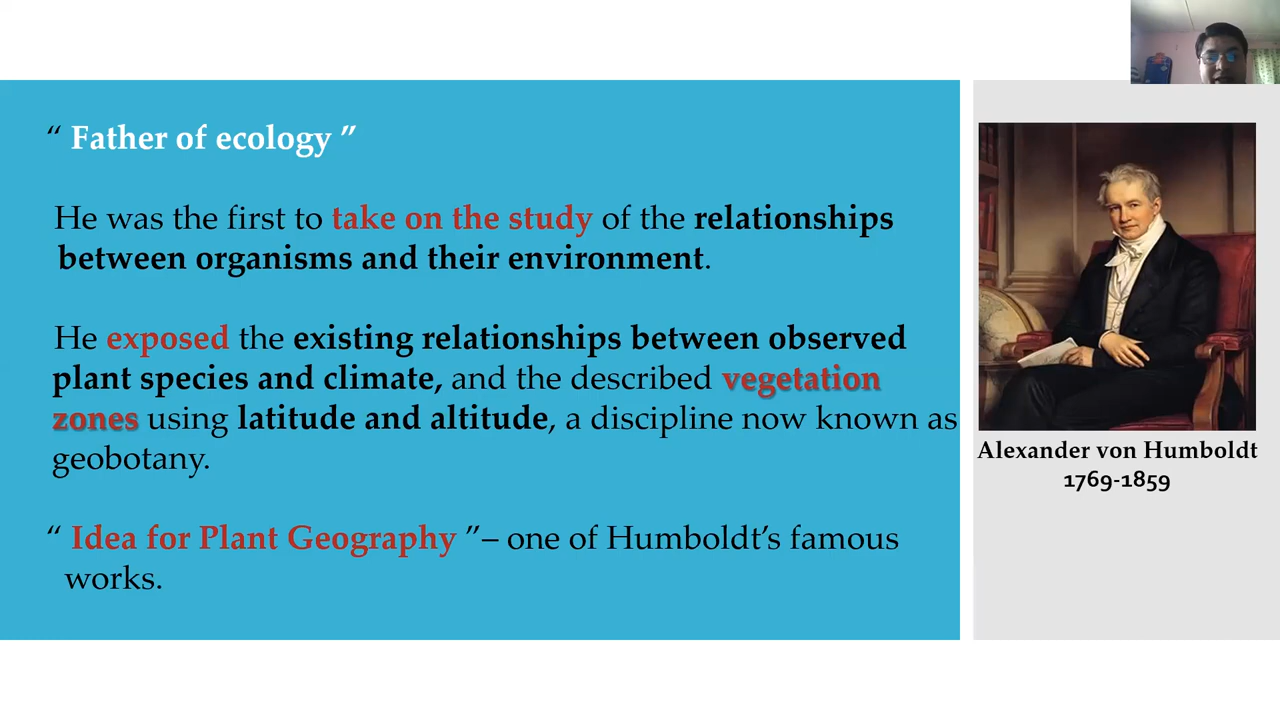 “ Father of ecology ”
He was the first to take on the study of the relationships
between organisms and their environment.
He exposed the existing relationships between observed
plant species and climate, and the described vegetation
zones using latitude and altitude, a discipline now known as
geobotany.
“ Idea for Plant Geography ”– one of Humboldt’s famous
works.
Alexander von Humboldt
1769-1859